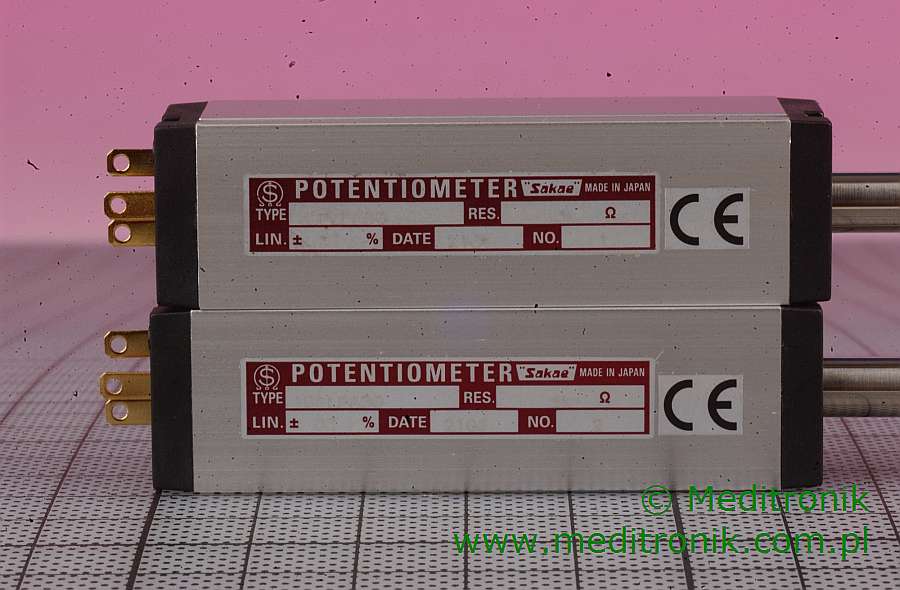 POTENTIOMETER "Sakae" MADE IN JAPAN
TYPE RES. Ω
LIN. ± % DATE NO.
CE
POTENTIOMETER "Sakae" MADE IN JAPAN
TYPE RES. Ω
LIN. ± % DATE NO.
CE
© Meditronik
www.meditronik.com.pl